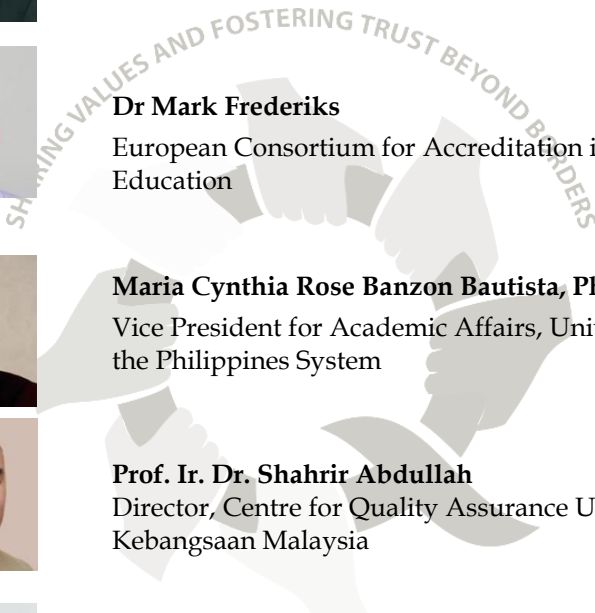 SHARING VALUES AND FOSTERING TRUST BEYOND BORDERS
Dr Mark Frederiks
European Consortium for Accreditation i
Education
Maria Cynthia Rose Banzon Bautista, Ph
Vice President for Academic Affairs, Uni
the Philippines System
Prof. Ir. Dr. Shahrir Abdullah
Director, Centre for Quality Assurance U
Kebangsaan Malaysia